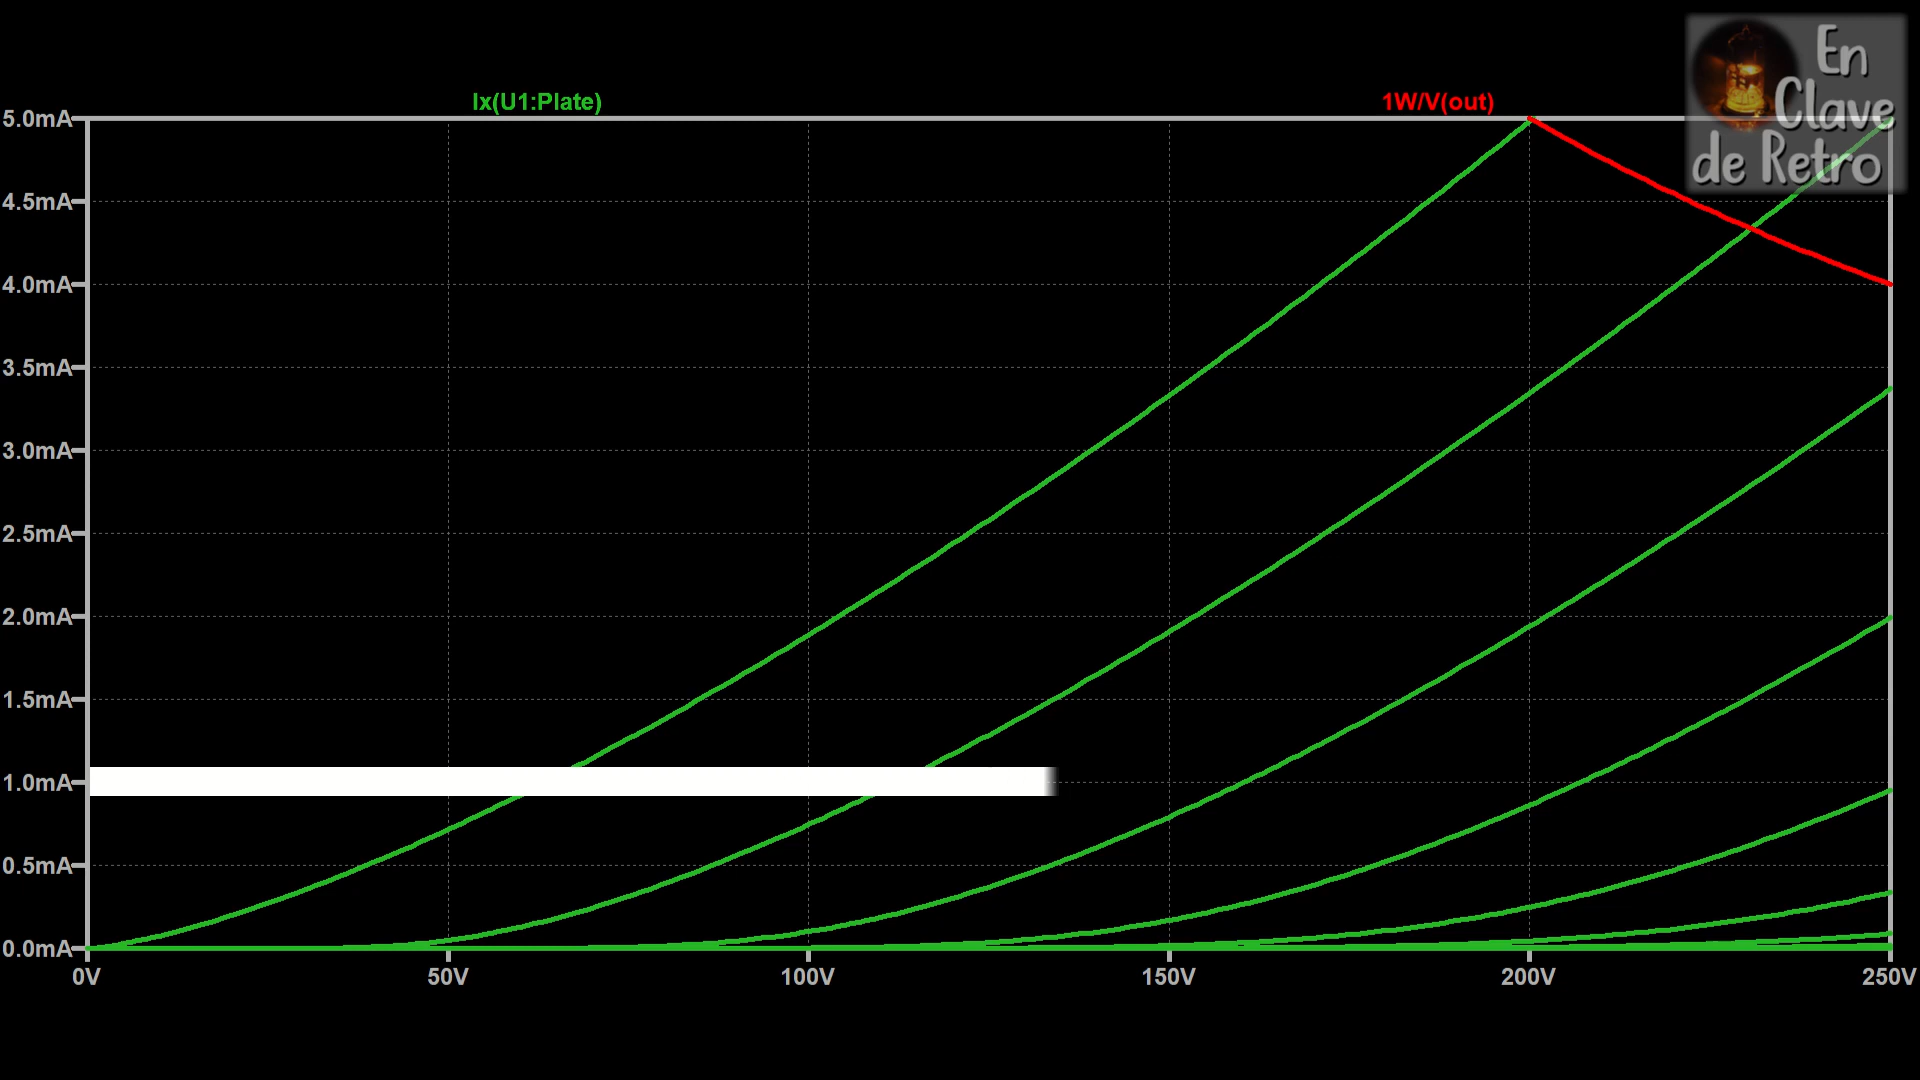 Ix(U1:Plate)
1W/V(out)
En
Clave
de Retro
5.0mA
4.5mA
4.0mA
3.5mA
3.0mA
2.5mA
2.0mA
1.5mA
1.0mA
0.5mA
0.0mA
0V
50V
100V
150V
200V
250V